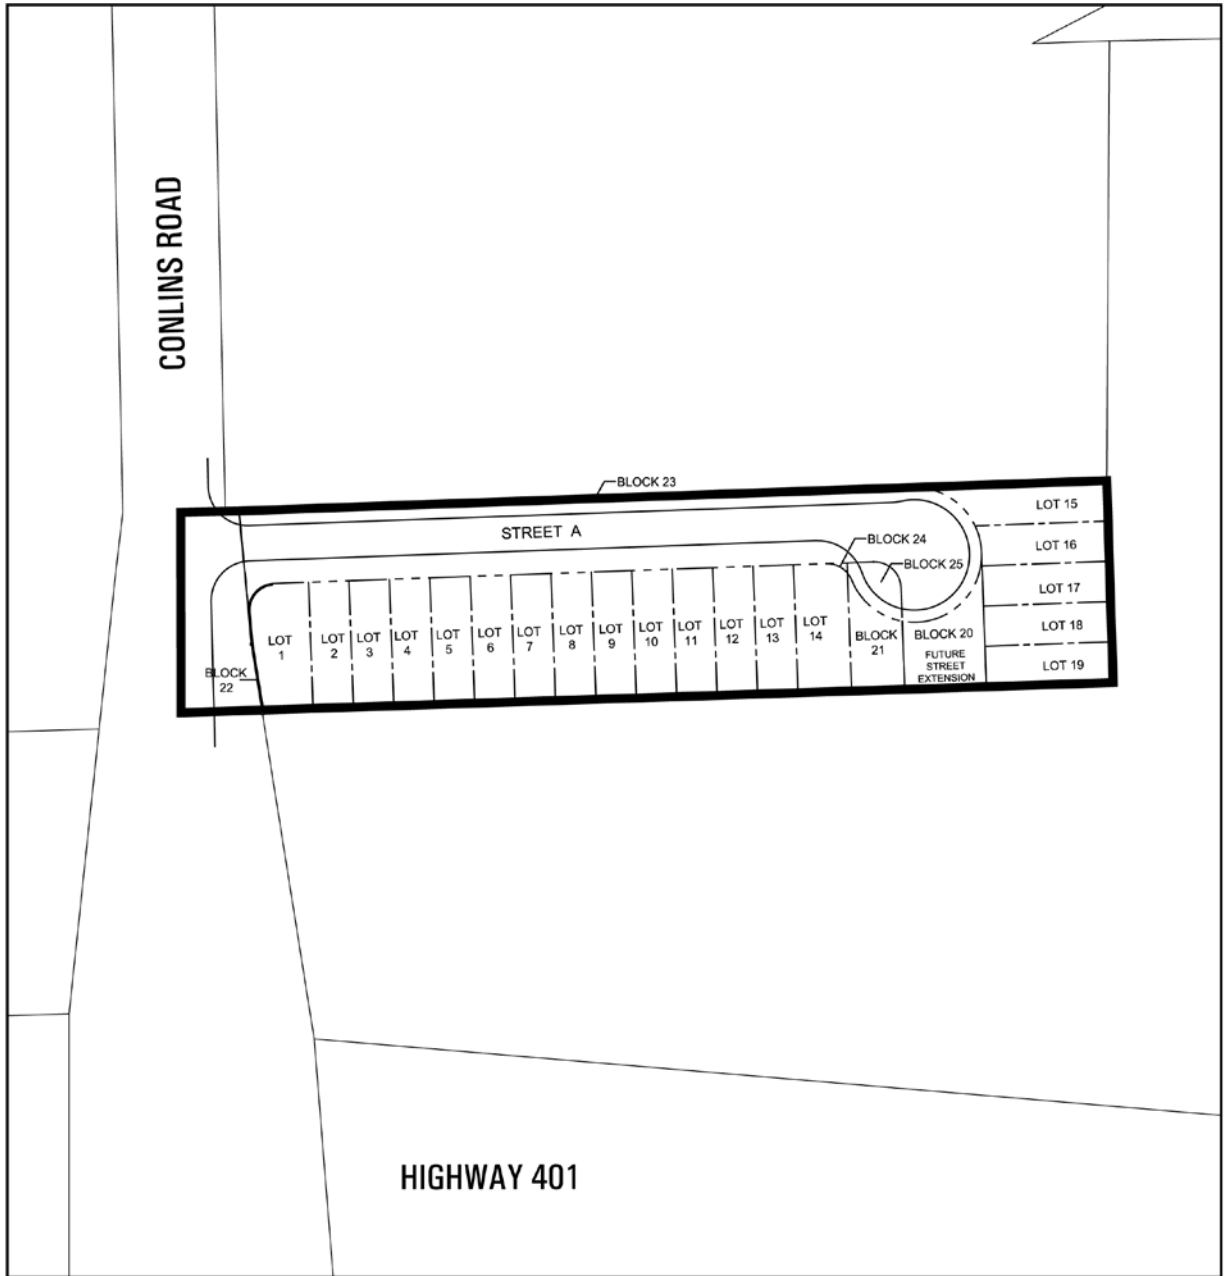 CONLINS ROAD
BLOCK 23
STREET A
BLOCK 24
BLOCK 25
LOT 15
LOT 16
LOT 17
LOT 18
LOT 19
LOT
1
LOT
2
LOT
3
LOT
4
LOT
5
LOT
6
LOT
7
LOT
8
LOT
9
LOT
10
LOT
11
LOT
12
LOT
13
LOT
14
BLOCK
21
BLOCK 20
FUTURE
STREET
EXTENSION
BLOCK
22
HIGHWAY 401